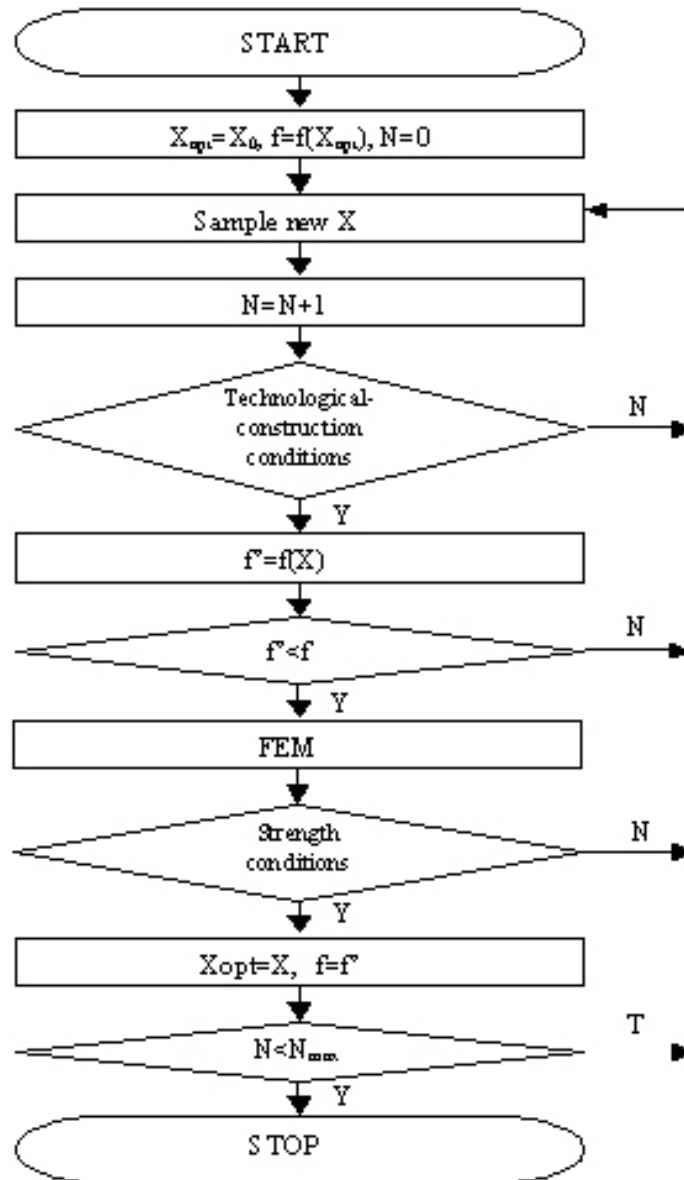 START
X_opt=X_0, f=f(X_opt), N=0
Sample new X
N=N+1
Technological-
construction
conditions
N
Y
f'=f(X)
f'<f
N
Y
FEM
Strength
conditions
N
Y
Xopt=X, f=f'
N<N_max
T
Y
STOP